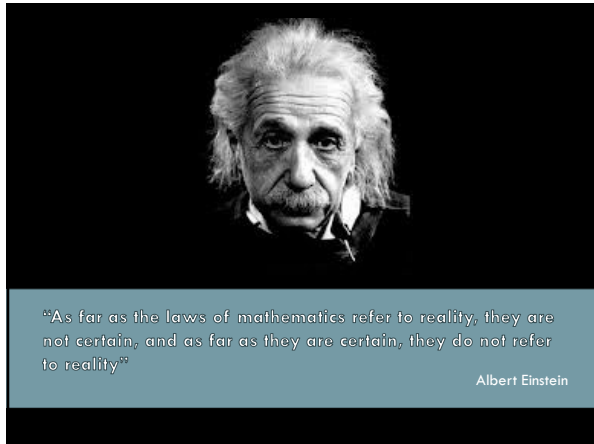 “As far as the laws of mathematics refer to reality, they are
not certain, and as far as they are certain, they do not refer
to reality”
Albert Einstein